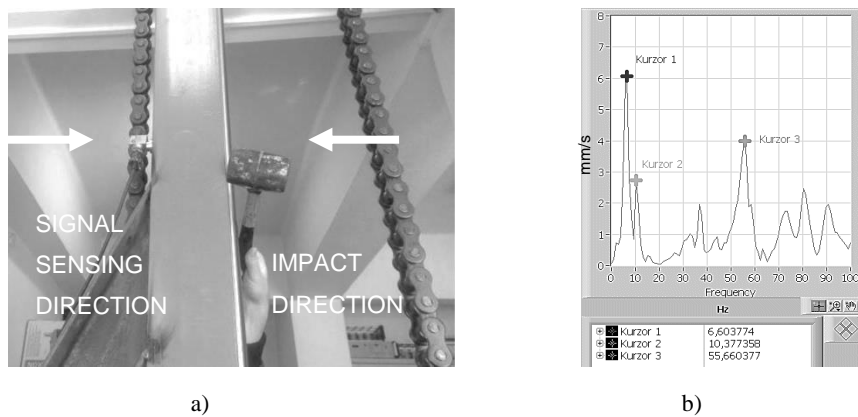 SIGNAL
SENSING
DIRECTION
IMPACT
DIRECTION
8
7
6
5
4
3
2
1
0
mm/s
Kurzor 1
Kurzor 2
Kurzor 3
0 10 20 30 40 50 60 70 80 90 100
Frequency
Hz
Kurzor 1 6,603774
Kurzor 2 10,377358
Kurzor 3 55,660377
a) b)